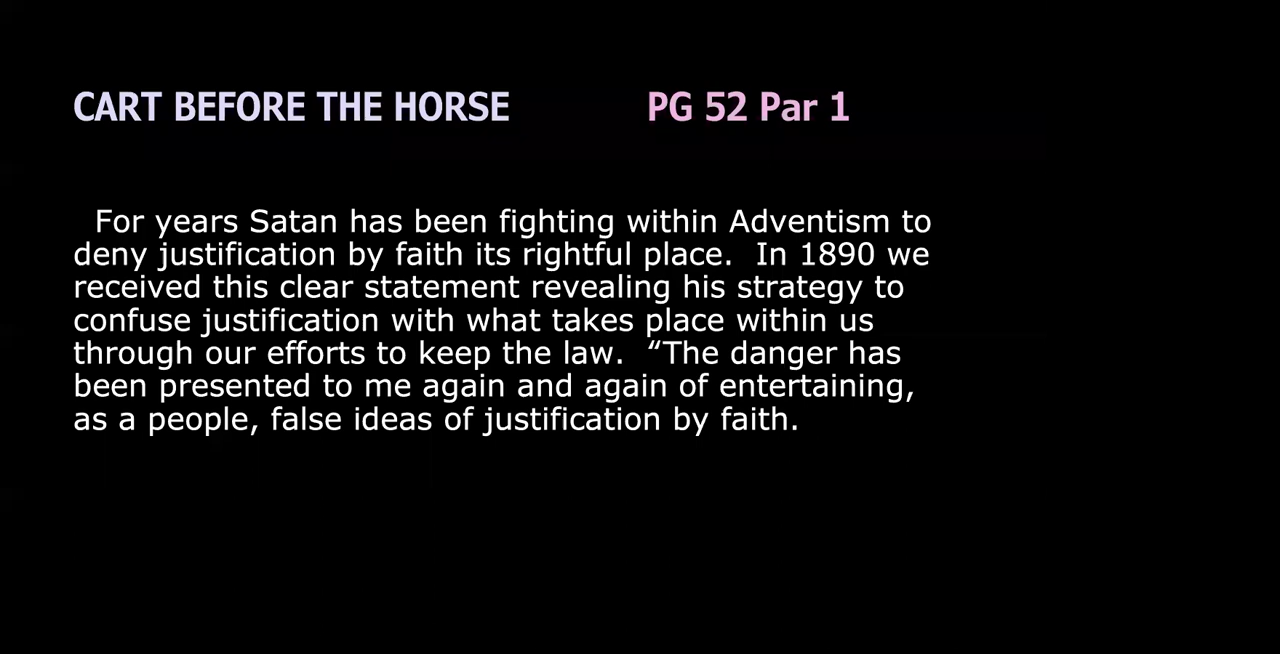 CART BEFORE THE HORSE PG 52 Par 1
For years Satan has been fighting within Adventism to
deny justification by faith its rightful place. In 1890 we
received this clear statement revealing his strategy to
confuse justification with what takes place within us
through our efforts to keep the law. “The danger has
been presented to me again and again of entertaining,
as a people, false ideas of justification by faith.